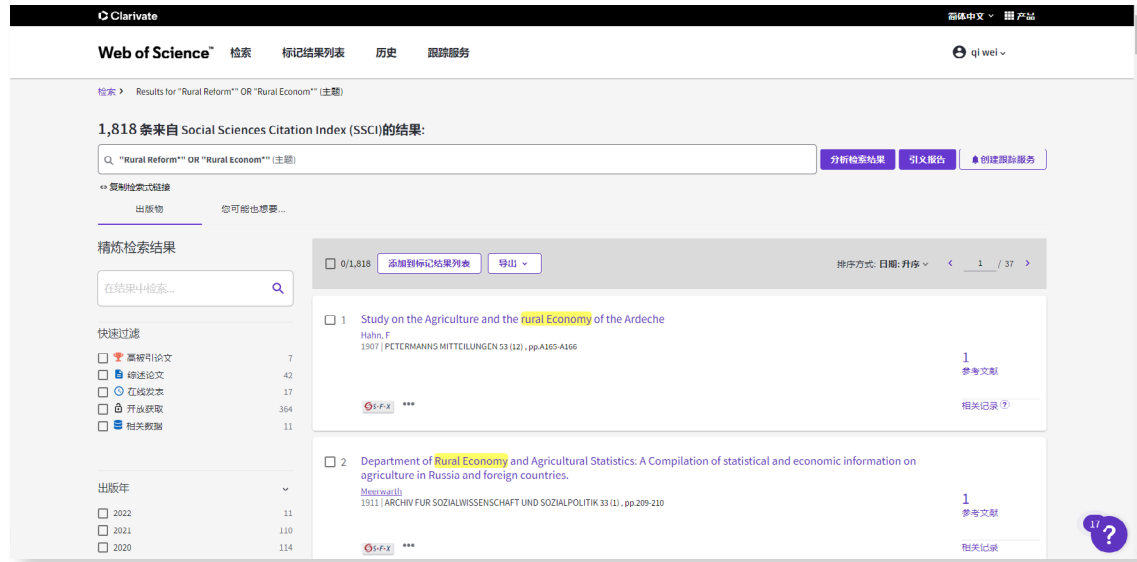 Clarivate
简体中文 产品
Web of Science™ 检索 标记结果列表 历史 跟踪服务 qi wei
检索 > Results for "Rural Reform*" OR "Rural Econom*" (主题)
1,818 条来自 Social Sciences Citation Index (SSCI)的结果:
"Rural Reform*" OR "Rural Econom*" (主题) 分析检索结果 引文报告 创建跟踪服务
复制检索式链接
出版物 您可能也想要...
精炼检索结果
0/1,818 添加到标记结果列表 导出 排序方式: 日期: 升序 < 1 / 37 >
在结果中检索...
快速过滤
高被引论文 7
综述论文 42
在线发表 17
开放获取 364
相关数据 11
出版年
2022 11
2021 110
2020 114
1 Study on the Agriculture and the rural Economy of the Ardeche
Hahn, F
1907 | PETERMANNS MITTEILUNGEN 53 (12) , pp.A165-A166
1
参考文献
S·F·X •••
相关记录 ?
2 Department of Rural Economy and Agricultural Statistics: A Compilation of statistical and economic information on
agriculture in Russia and foreign countries.
Meerwarth
1911 | ARCHIV FUR SOZIALWISSENSCHAFT UND SOZIALPOLITIK 33 (1) , pp.209-210
1
参考文献
S·F·X •••
相关记录
17
?